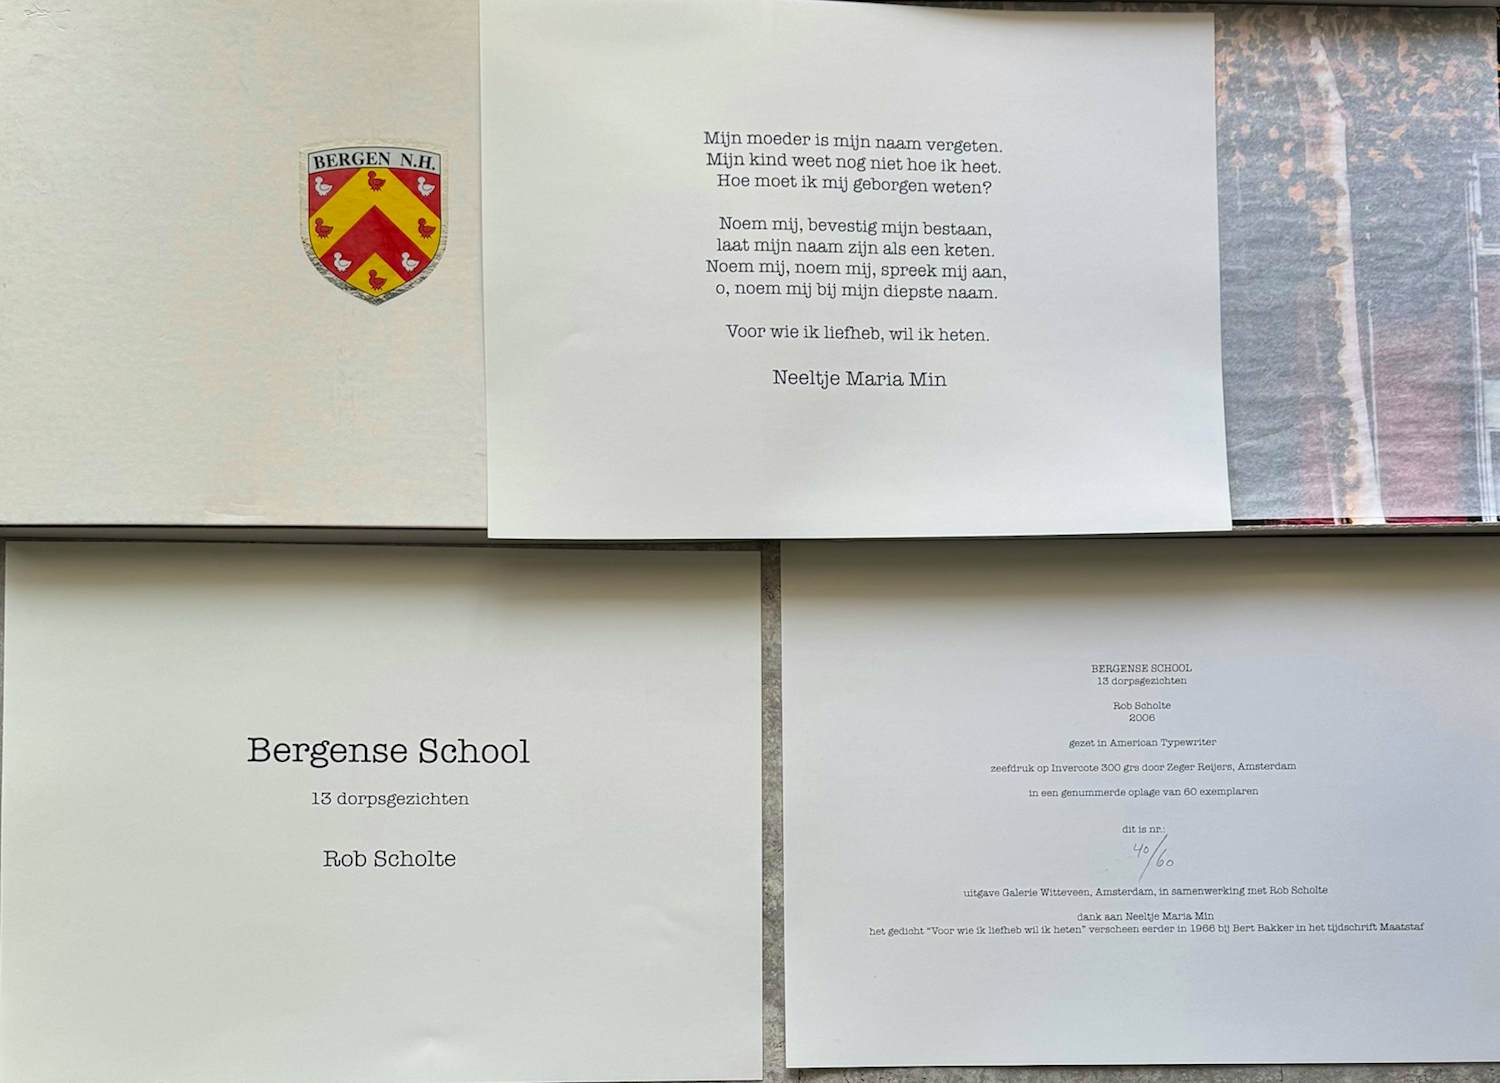 BERGEN N.H.
Mijn moeder is mijn naam vergeten.
Mijn kind weet nog niet hoe ik heet.
Hoe moet ik mij geborgen weten?
Noem mij, bevestig mijn bestaan,
laat mijn naam zijn als een keten.
Noem mij, noem mij, spreek mij aan,
o, noem mij bij mijn diepste naam.
Voor wie ik liefheb, wil ik heten.
Neeltje Maria Min
Bergense School
13 dorpsgezichten
Rob Scholte
BERGENSE SCHOOL
13 dorpsgezichten
Rob Scholte
2006
gezet in American Typewriter
zeefdruk op Invercote 300 grs door Zeger Reijers, Amsterdam
in een genummerde oplage van 60 exemplaren
dit is nr.:
40/60
uitgave Galerie Witteveen, Amsterdam, in samenwerking met Rob Scholte
dank aan Neeltje Maria Min
het gedicht "Voor wie ik liefheb wil ik heten" verscheen eerder in 1966 bij Bert Bakker in het tijdschrift Maatstaf